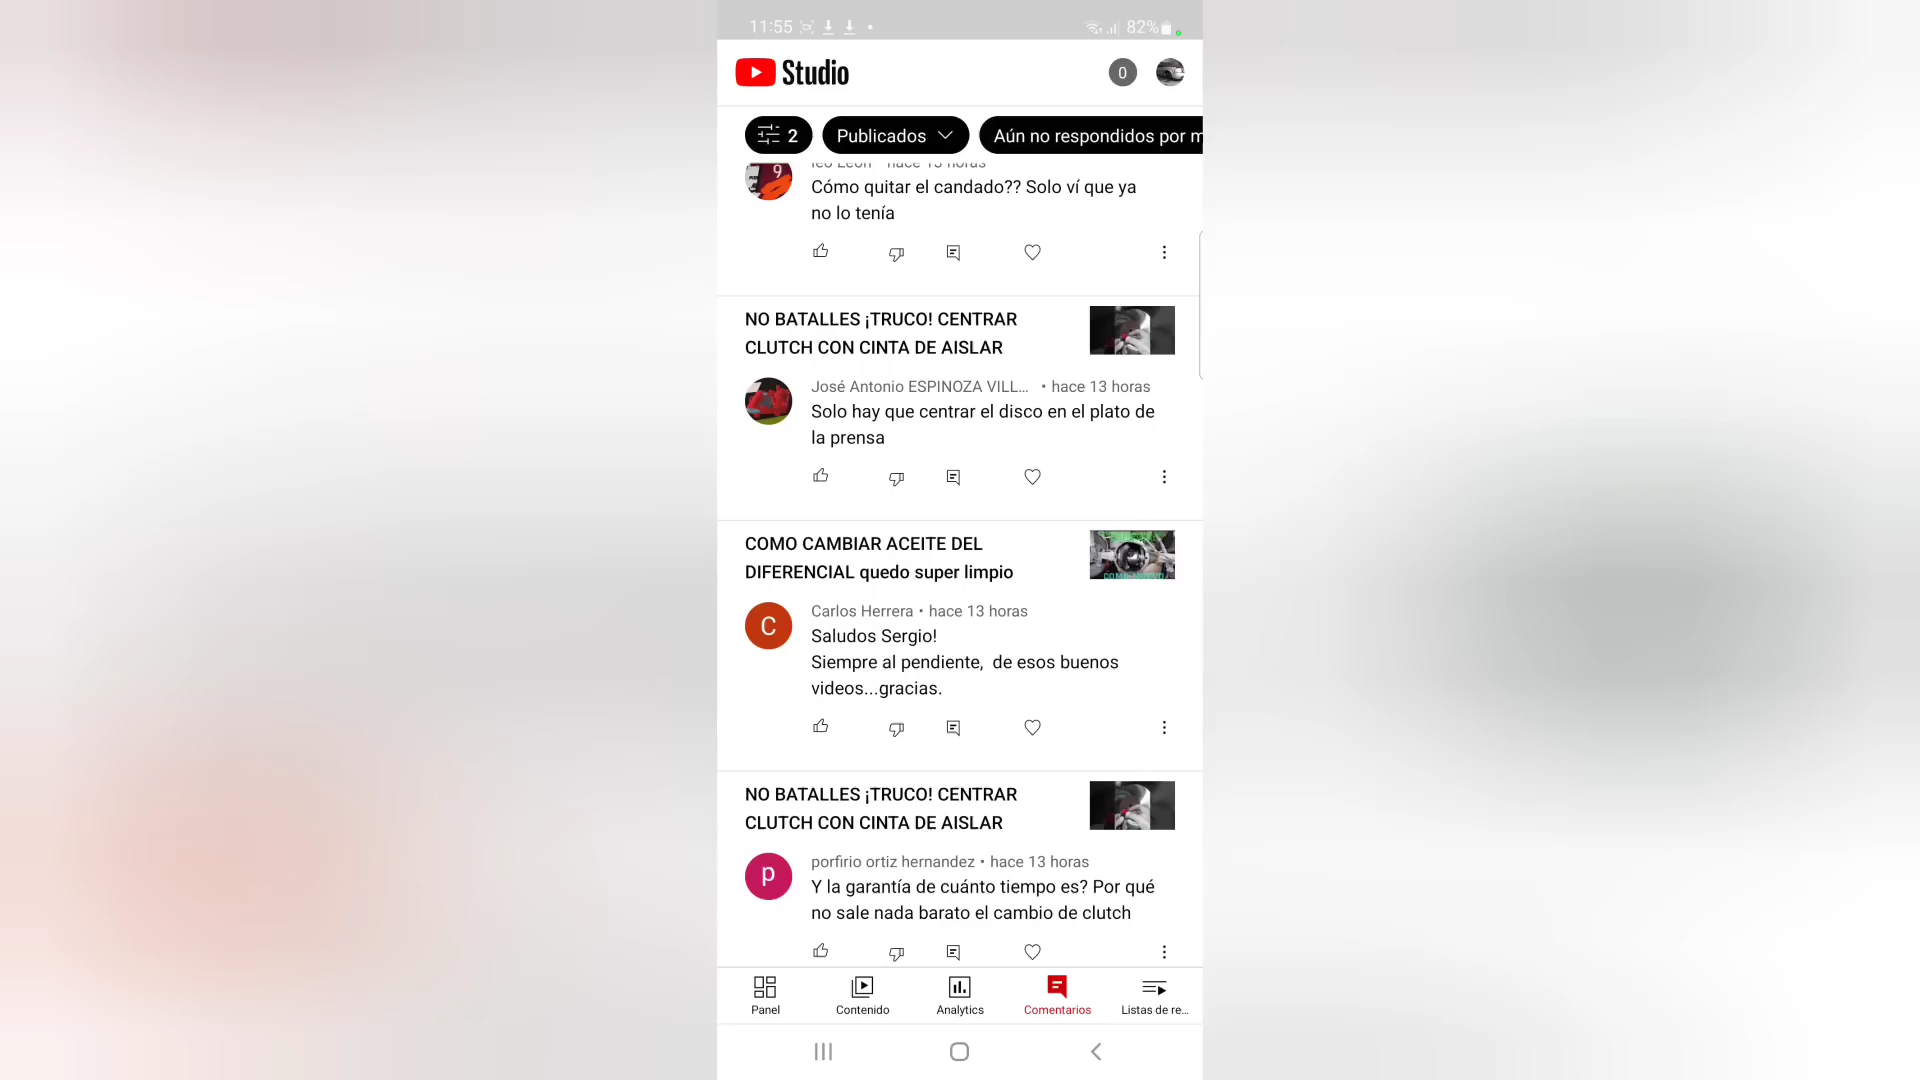 11:55
82%
Studio
0
2
Publicados
Aún no respondidos por m
leo Leon hace 13 horas
Cómo quitar el candado?? Solo ví que ya
no lo tenía
NO BATALLES ¡TRUCO! CENTRAR
CLUTCH CON CINTA DE AISLAR
José Antonio ESPINOZA VILL... • hace 13 horas
Solo hay que centrar el disco en el plato de
la prensa
COMO CAMBIAR ACEITE DEL
DIFERENCIAL quedo super limpio
C
Carlos Herrera • hace 13 horas
Saludos Sergio!
Siempre al pendiente,  de esos buenos
videos...gracias.
NO BATALLES ¡TRUCO! CENTRAR
CLUTCH CON CINTA DE AISLAR
p
porfirio ortiz hernandez • hace 13 horas
Y la garantía de cuánto tiempo es? Por qué
no sale nada barato el cambio de clutch
Panel
Contenido
Analytics
Comentarios
Listas de re...